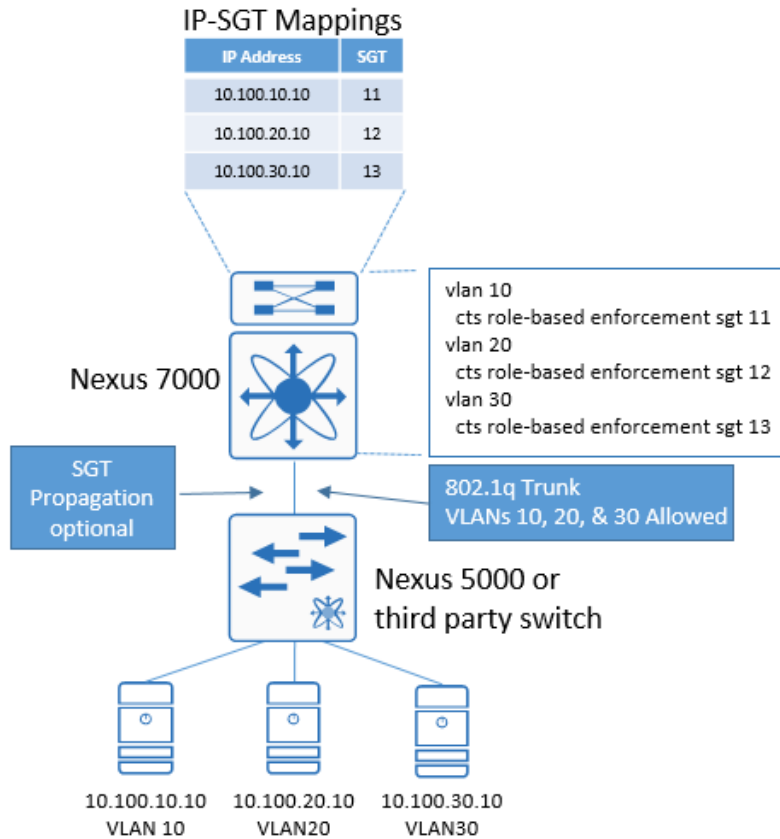 IP-SGT Mappings
IP Address SGT
10.100.10.10 11
10.100.20.10 12
10.100.30.10 13
vlan 10
cts role-based enforcement sgt 11
vlan 20
cts role-based enforcement sgt 12
vlan 30
cts role-based enforcement sgt 13
Nexus 7000
SGT
Propagation
optional
802.1q Trunk
VLANs 10, 20, & 30 Allowed
Nexus 5000 or
third party switch
10.100.10.10 10.100.20.10 10.100.30.10
VLAN 10 VLAN20 VLAN30